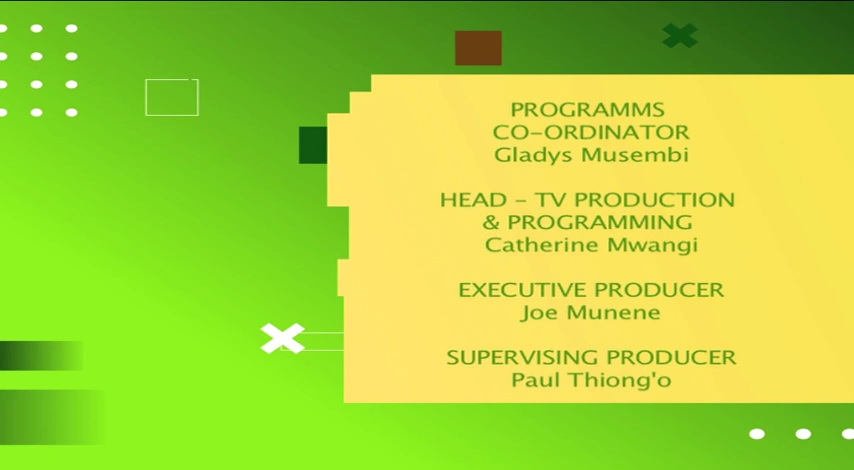 PROGRAMMS
CO-ORDINATOR
Gladys Musembi
HEAD - TV PRODUCTION
& PROGRAMMING
Catherine Mwangi
EXECUTIVE PRODUCER
Joe Munene
SUPERVISING PRODUCER
Paul Thiong'o